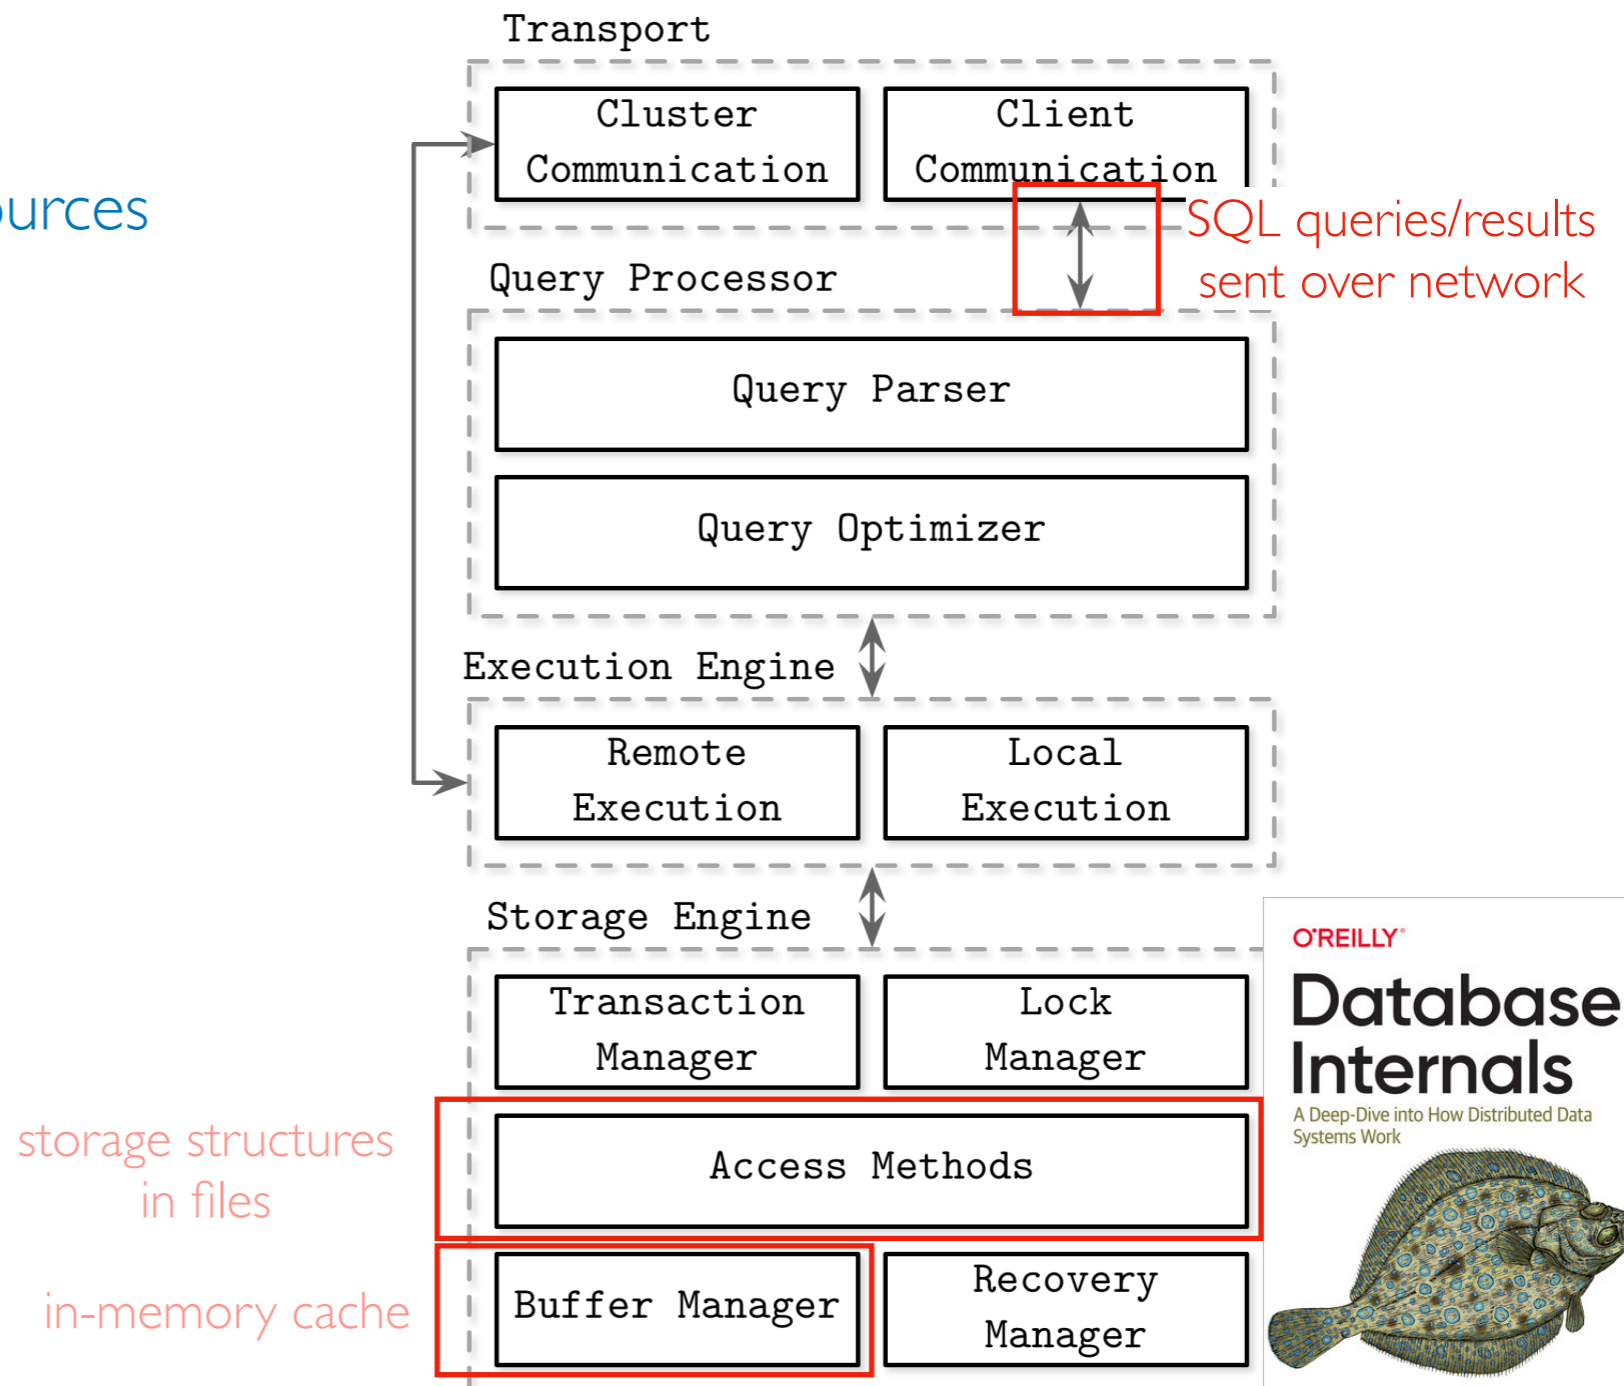 Transport
Cluster
Communication
Client
Communication
ources
SQL queries/results
sent over network
Query Processor
Query Parser
Query Optimizer
Execution Engine
Remote
Execution
Local
Execution
Storage Engine
Transaction
Manager
Lock
Manager
storage structures
in files
Access Methods
in-memory cache
Buffer Manager
Recovery
Manager
O'REILLY®
Database
Internals
A Deep-Dive into How Distributed Data
Systems Work